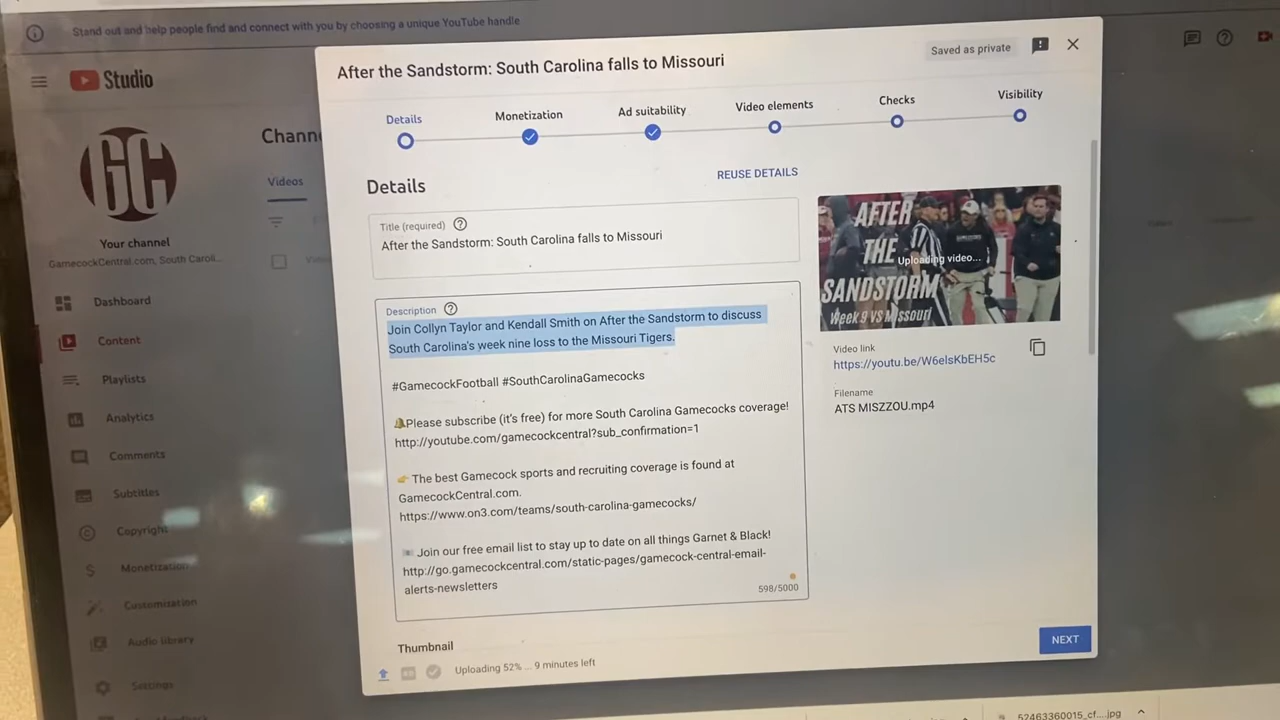 Stand out and help people find and connect with you by choosing a unique YouTube handle
Studio
GC
Your channel
GamecockCentral.com, South Caroli...
Dashboard
Content
Playlists
Analytics
Comments
Subtitles
Copyright
Monetization
Customization
Audio library
Settings
Chann
Videos
After the Sandstorm: South Carolina falls to Missouri
Saved as private
Details
Monetization
Ad suitability
Video elements
Checks
Visibility
Details
REUSE DETAILS
Title (required)
After the Sandstorm: South Carolina falls to Missouri
Description
Join Collyn Taylor and Kendall Smith on After the Sandstorm to discuss
South Carolina's week nine loss to the Missouri Tigers.
#GamecockFootball #SouthCarolinaGamecocks
🔔Please subscribe (it's free) for more South Carolina Gamecocks coverage!
http://youtube.com/gamecockcentral?sub_confirmation=1
👉 The best Gamecock sports and recruiting coverage is found at
GamecockCentral.com.
https://www.on3.com/teams/south-carolina-gamecocks/
📧 Join our free email list to stay up to date on all things Garnet & Black!
http://go.gamecockcentral.com/static-pages/gamecock-central-email-
alerts-newsletters
598/5000
AFTER
THE
SANDSTORM
Week 9 VS Missouri
Uploading video...
Video link
https://youtu.be/W6elsKbEH5c
Filename
ATS MISZZOU.mp4
Thumbnail
Uploading 52% ... 9 minutes left
NEXT
52463360015_cf....jpg